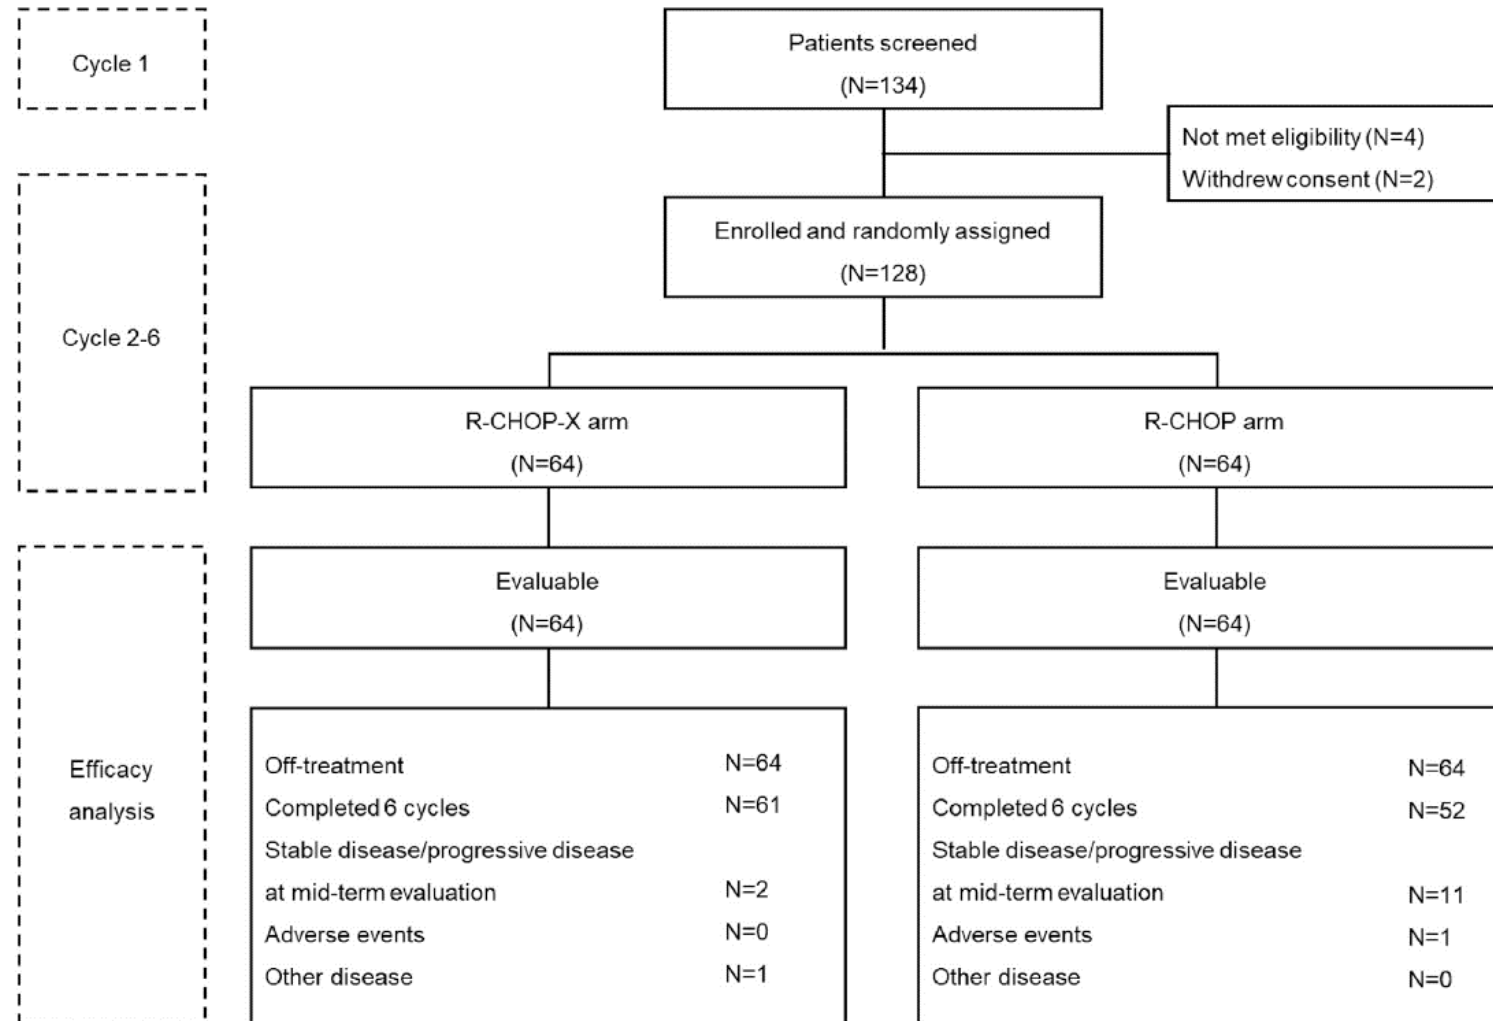 Cycle 1
Patients screened
(N=134)
Not met eligibility (N=4)
Withdrew consent (N=2)
Enrolled and randomly assigned
(N=128)
Cycle 2-6
R-CHOP-X arm
(N=64)
R-CHOP arm
(N=64)
Evaluable
(N=64)
Evaluable
(N=64)
Efficacy
analysis
Off-treatment N=64
Completed 6 cycles N=61
Stable disease/progressive disease
at mid-term evaluation N=2
Adverse events N=0
Other disease N=1
Off-treatment N=64
Completed 6 cycles N=52
Stable disease/progressive disease
at mid-term evaluation N=11
Adverse events N=1
Other disease N=0